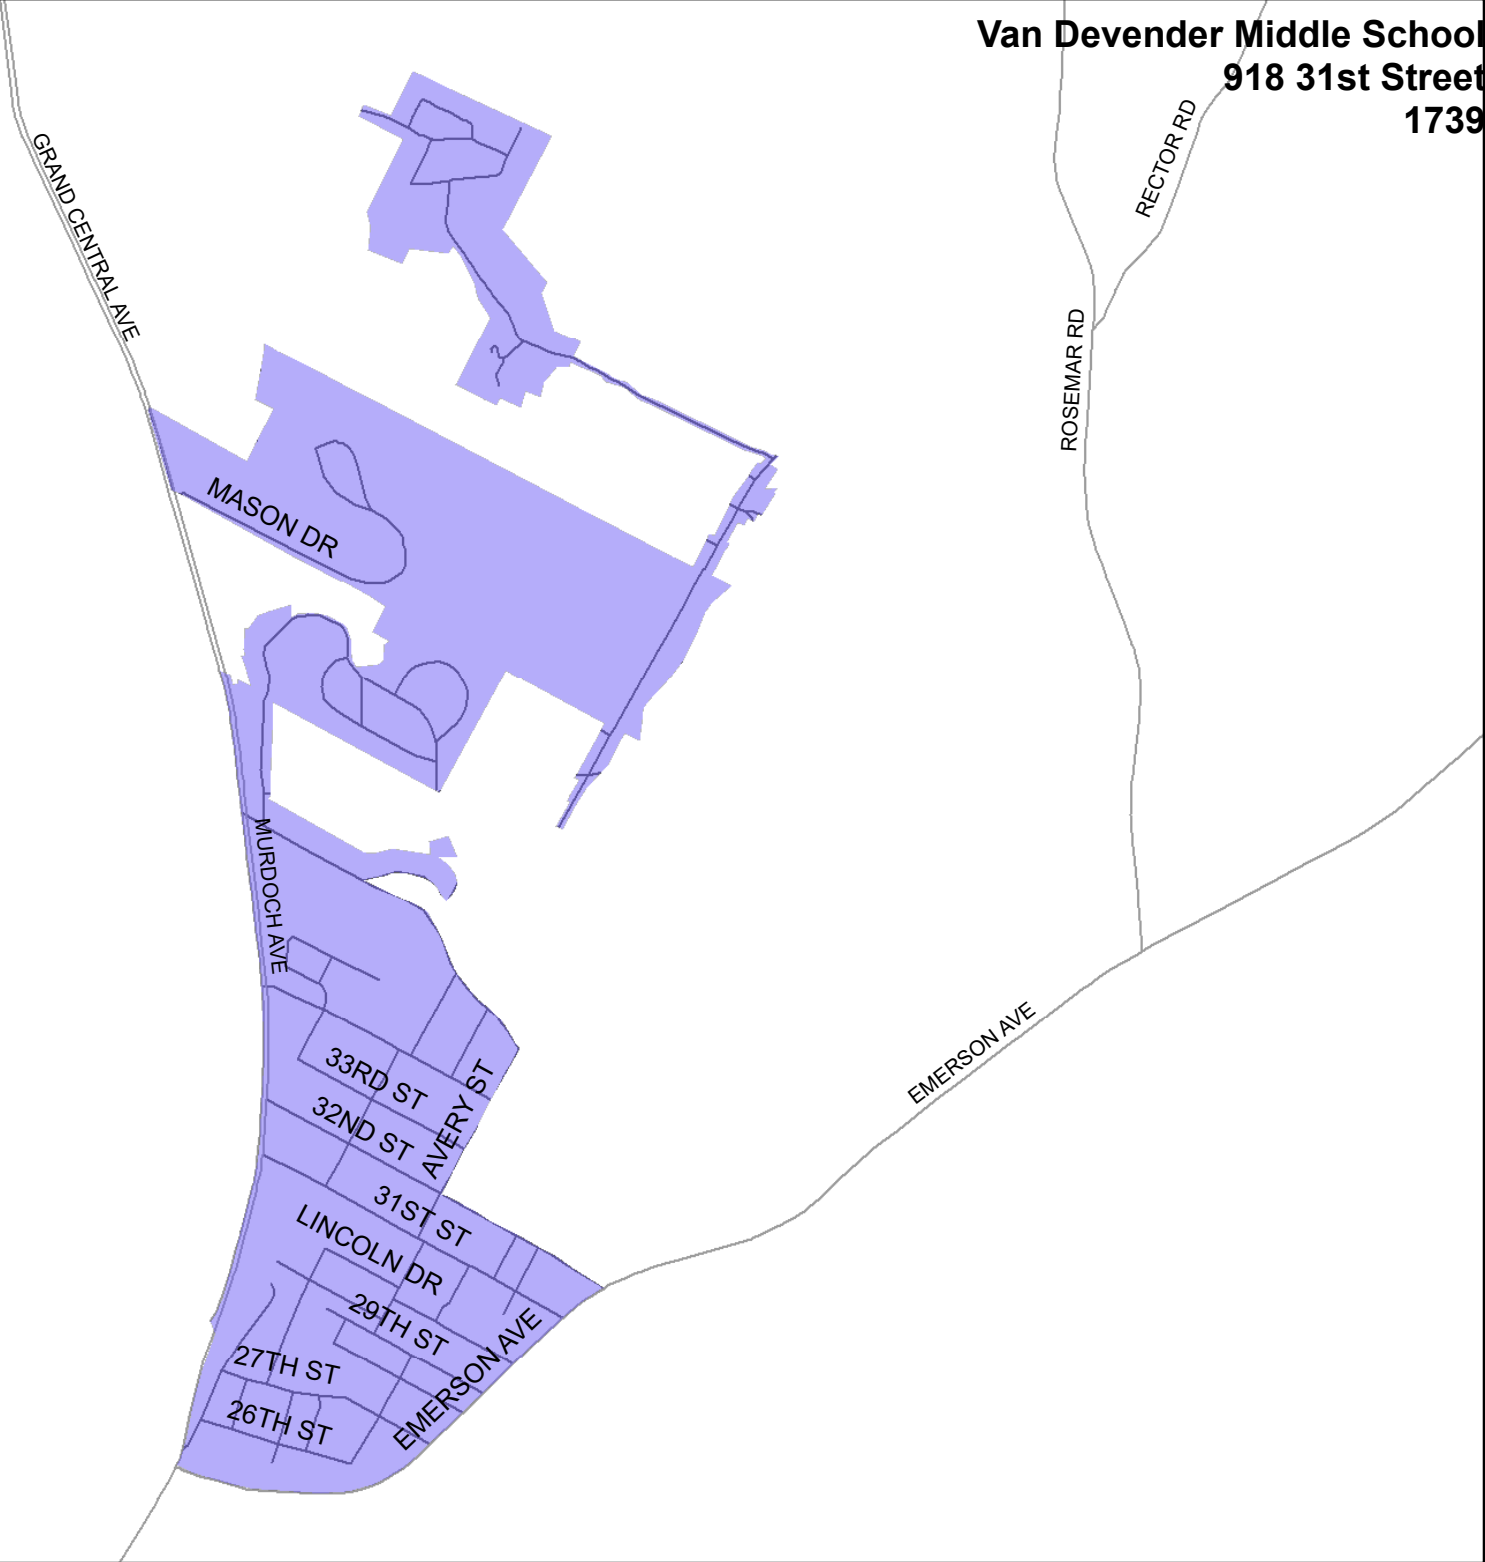 Van Devender Middle School
918 31st Street
1739
GRAND CENTRAL AVE
RECTOR RD
ROSEMAR RD
MASON DR
MURDOCH AVE
EMERSON AVE
33RD ST
AVERY ST
32ND ST
31ST ST
LINCOLN DR
29TH ST
EMERSON AVE
27TH ST
26TH ST